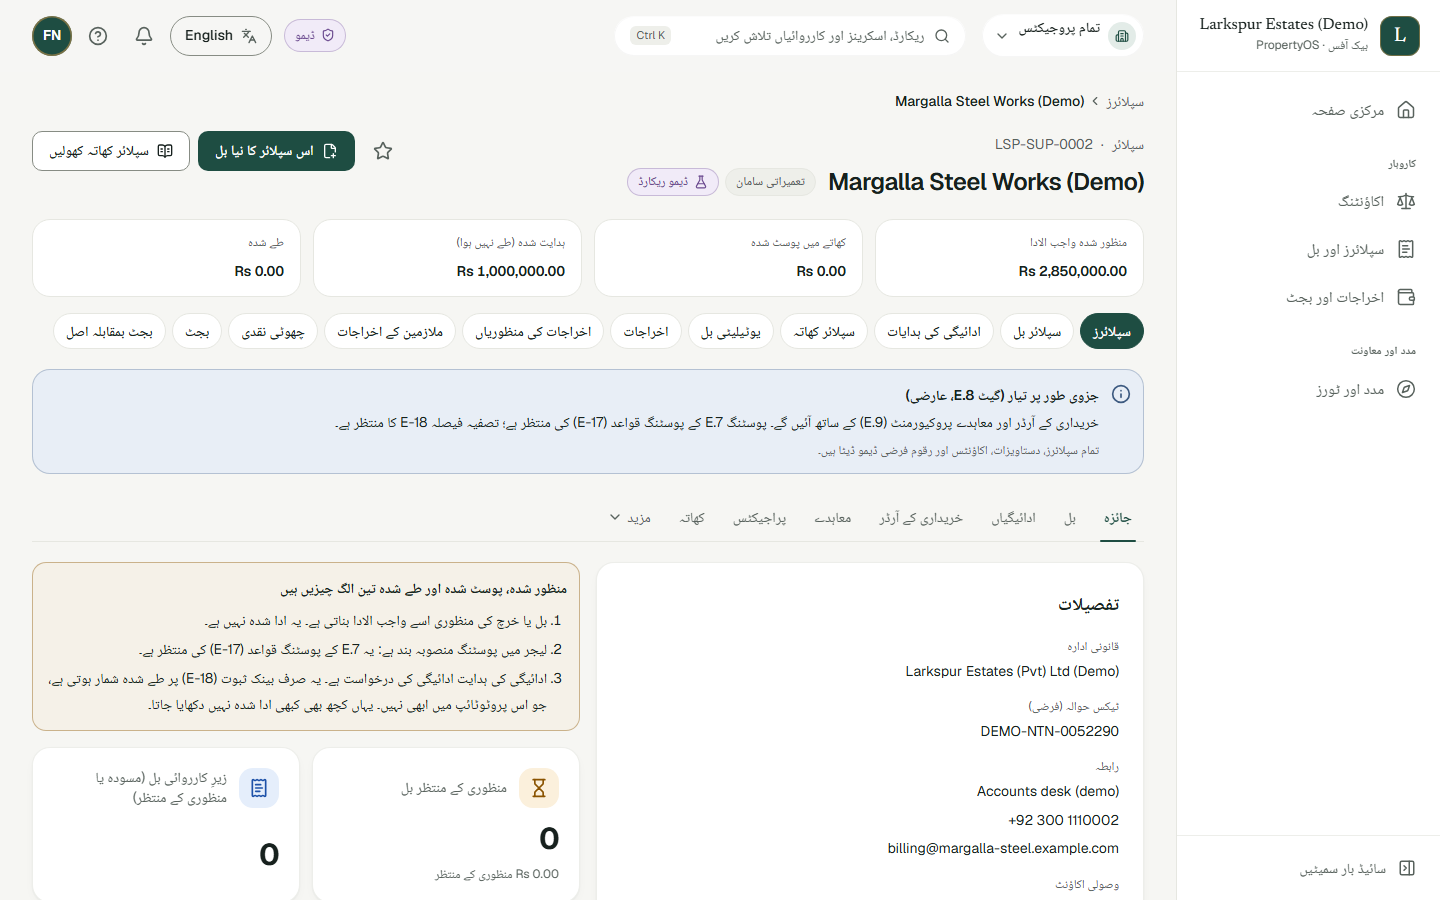 Larkspur Estates (Demo)
بیک آفس · PropertyOS
L
مرکزی صفحہ
کاروبار
اکاؤنٹنگ
سپلائرز اور بل
اخراجات اور بجٹ
مدد اور معاونت
مدد اور ٹورز
سائیڈ بار سمیٹیں
تمام پروجیکٹس
ریکارڈ، اسکرینز اور کارروائیاں تلاش کریں
Ctrl K
ڈیمو
English
FN
سپلائرز
Margalla Steel Works (Demo)
سپلائر · LSP-SUP-0002
Margalla Steel Works (Demo)
تعمیراتی سامان
ڈیمو ریکارڈ
اس سپلائر کا نیا بل
سپلائر کھاتہ کھولیں
منظور شدہ واجب الادا
Rs 2,850,000.00
کھاتے میں پوسٹ شدہ
Rs 0.00
ہدایت شدہ (طے نہیں ہوا)
Rs 1,000,000.00
طے شدہ
Rs 0.00
سپلائرز
سپلائر بل
ادائیگی کی ہدایات
سپلائر کھاتہ
یوٹیلیٹی بل
اخراجات
اخراجات کی منظوریاں
ملازمین کے اخراجات
چھوٹی نقدی
بجٹ
بجٹ بمقابلہ اصل
جزوی طور پر تیار (گیٹ E.8، عارضی)
خریداری کے آرڈر اور معاہدے پروکیورمنٹ (E.9) کے ساتھ آئیں گے۔ پوسٹنگ E.7 کے پوسٹنگ قواعد (E-17) کی منتظر ہے؛ تصفیہ فیصلہ E-18 کا منتظر ہے۔
تمام سپلائرز، دستاویزات، اکاؤنٹس اور رقوم فرضی ڈیمو ڈیٹا ہیں۔
جائزہ
بل
ادائیگیاں
خریداری کے آرڈر
معاہدے
پراجیکٹس
کھاتہ
مزید
تفصیلات
قانونی ادارہ
Larkspur Estates (Pvt) Ltd (Demo)
ٹیکس حوالہ (فرضی)
DEMO-NTN-0052290
رابطہ
Accounts desk (demo)
+92 300 1110002
billing@margalla-steel.example.com
وصولی اکاؤنٹ
منظور شدہ، پوسٹ شدہ اور طے شدہ تین الگ چیزیں ہیں
1. بل یا خرچ کی منظوری اسے واجب الادا بناتی ہے۔ یہ ادا شدہ نہیں ہے۔
2. لیجر میں پوسٹنگ منصوبہ بند ہے: یہ E.7 کے پوسٹنگ قواعد (E-17) کی منتظر ہے۔
3. ادائیگی کی ہدایت ادائیگی کی درخواست ہے۔ یہ صرف بینک ثبوت (E-18) پر طے شدہ شمار ہوتی ہے،
جو اس پروٹوٹائپ میں ابھی نہیں۔ یہاں کچھ بھی کبھی ادا شدہ نہیں دکھایا جاتا۔
منظوری کے منتظر بل
0
Rs 0.00 منظوری کے منتظر
زیرِ کارروائی بل (مسودہ یا
منظوری کے منتظر)
0